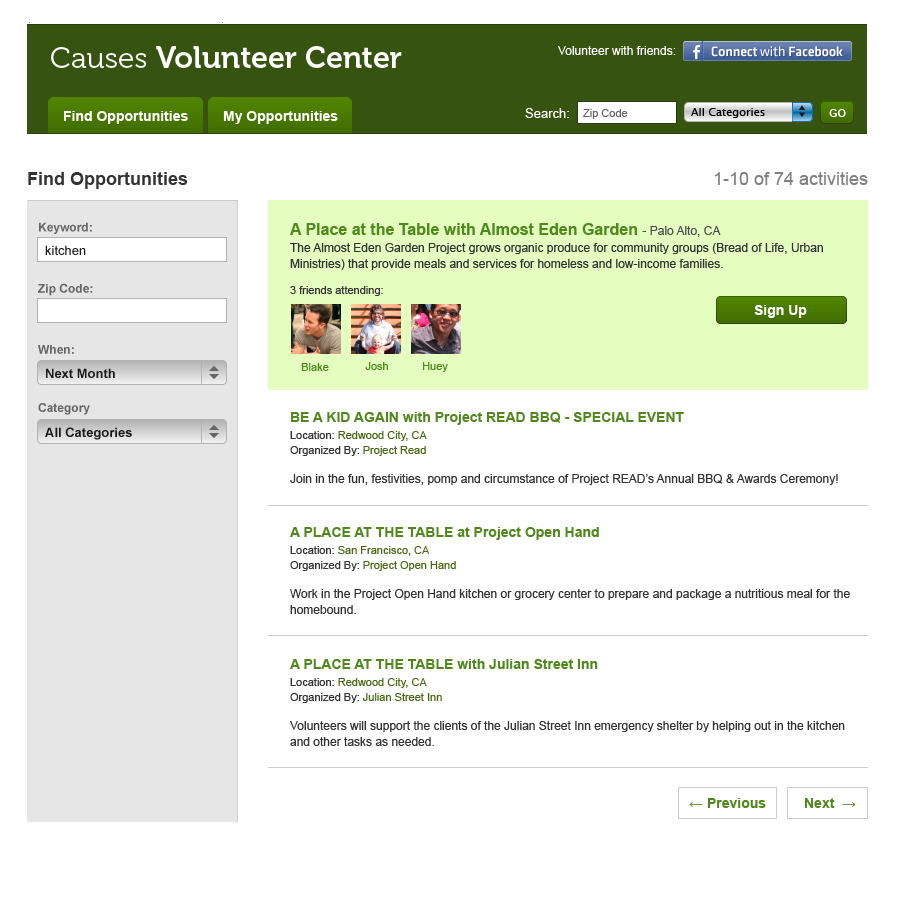 Causes Volunteer Center
Volunteer with friends:
f Connect with Facebook
Find Opportunities
My Opportunities
Search:
Zip Code
All Categories
GO
Find Opportunities
1-10 of 74 activities
Keyword:
kitchen
Zip Code:
When:
Next Month
Category
All Categories
A Place at the Table with Almost Eden Garden - Palo Alto, CA
The Almost Eden Garden Project grows organic produce for community groups (Bread of Life, Urban
Ministries) that provide meals and services for homeless and low-income families.
3 friends attending:
Blake
Josh
Huey
Sign Up
BE A KID AGAIN with Project READ BBQ - SPECIAL EVENT
Location: Redwood City, CA
Organized By: Project Read
Join in the fun, festivities, pomp and circumstance of Project READ's Annual BBQ & Awards Ceremony!
A PLACE AT THE TABLE at Project Open Hand
Location: San Francisco, CA
Organized By: Project Open Hand
Work in the Project Open Hand kitchen or grocery center to prepare and package a nutritious meal for the
homebound.
A PLACE AT THE TABLE with Julian Street Inn
Location: Redwood City, CA
Organized By: Julian Street Inn
Volunteers will support the clients of the Julian Street Inn emergency shelter by helping out in the kitchen
and other tasks as needed.
← Previous
Next →